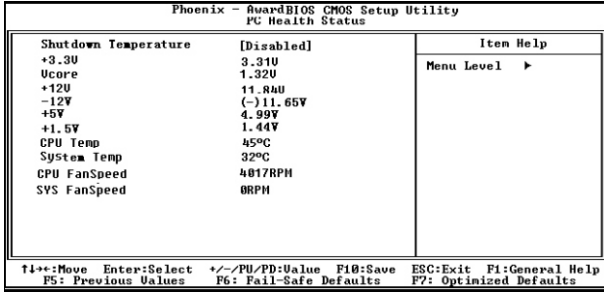 Phoenix - AwardBIOS CMOS Setup Utility
PC Health Status
Shutdown Temperature [Disabled]
+3.3V 3.31V
Vcore 1.32V
+12V 11.84V
-12V (-)11.65V
+5V 4.99V
+1.5V 1.44V
CPU Temp 45ºC
System Temp 32ºC
CPU FanSpeed 4017RPM
SYS FanSpeed 0RPM
Item Help
Menu Level ►
↑↓→←:Move Enter:Select +/-/PU/PD:Value F10:Save ESC:Exit F1:General Help
F5: Previous Values F6: Fail-Safe Defaults F7: Optimized Defaults